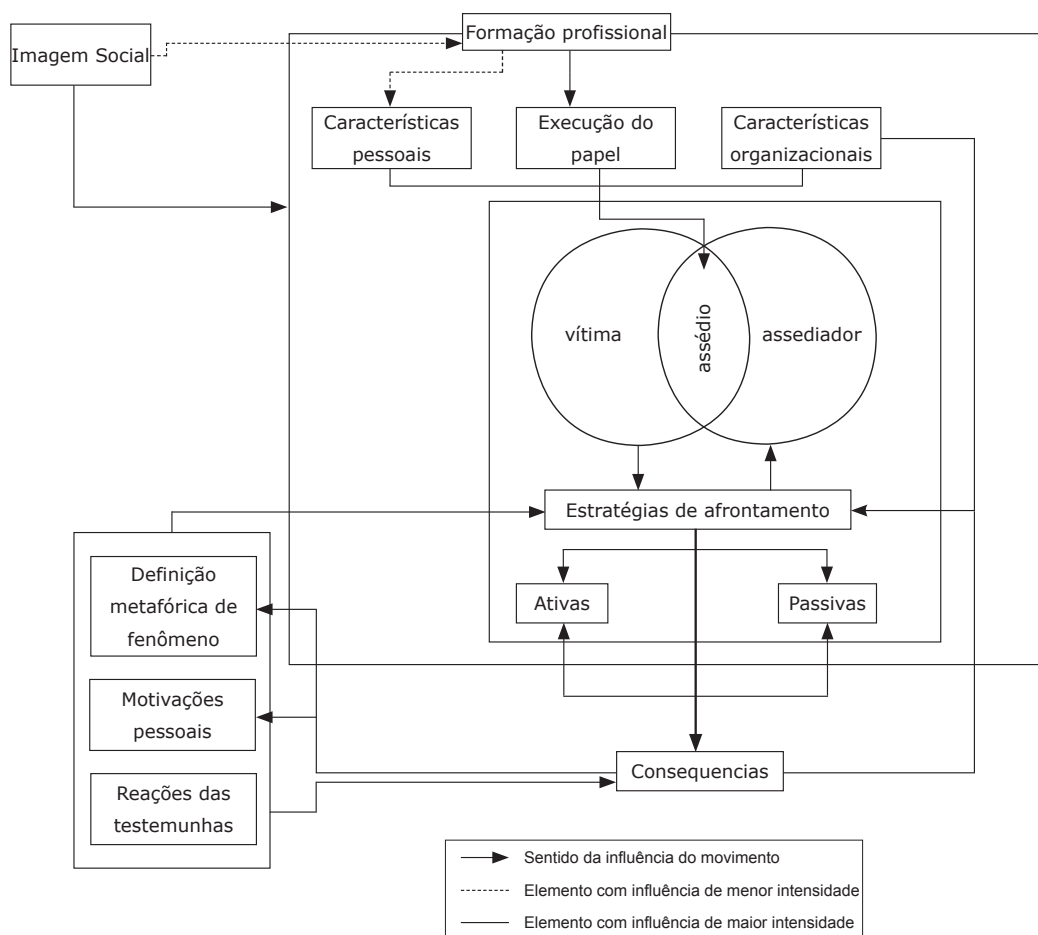 Formação profissional
Imagem Social
Característicás
pessoais
Execução do
papel
Característicás
organizacionais
vítima
assédio
assediador
Estratégias de afrontamento
Ativas
Passivas
Definição
metafórica de
fenômeno
Motivações
pessoais
Reações das
testemunhas
Consequencias
Sentido da influência do movimento
Elemento com influência de menor intensidade
Elemento com influência de maior intensidade